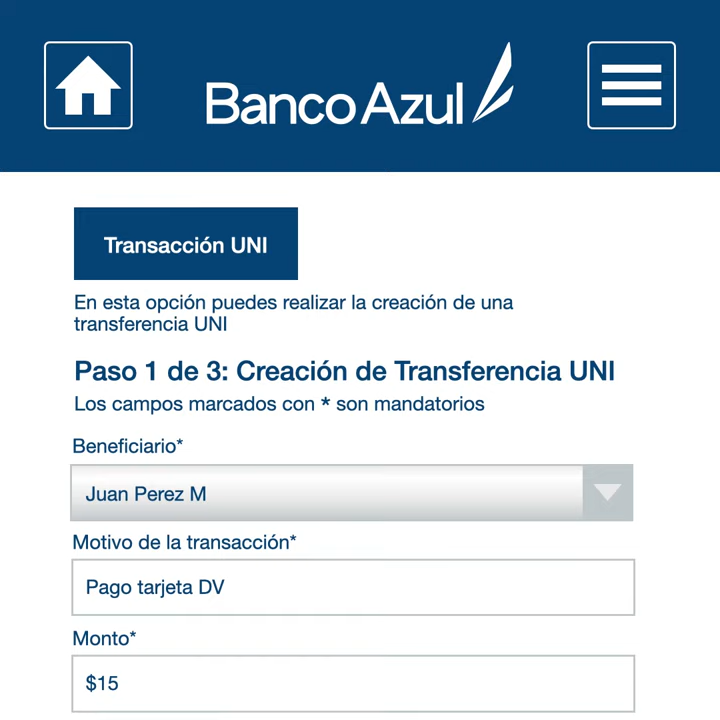 Banco Azul
Transacción UNI
En esta opción puedes realizar la creación de una
transferencia UNI
Paso 1 de 3: Creación de Transferencia UNI
Los campos marcados con * son mandatorios
Beneficiario*
Juan Perez M
Motivo de la transacción*
Pago tarjeta DV
Monto*
$15